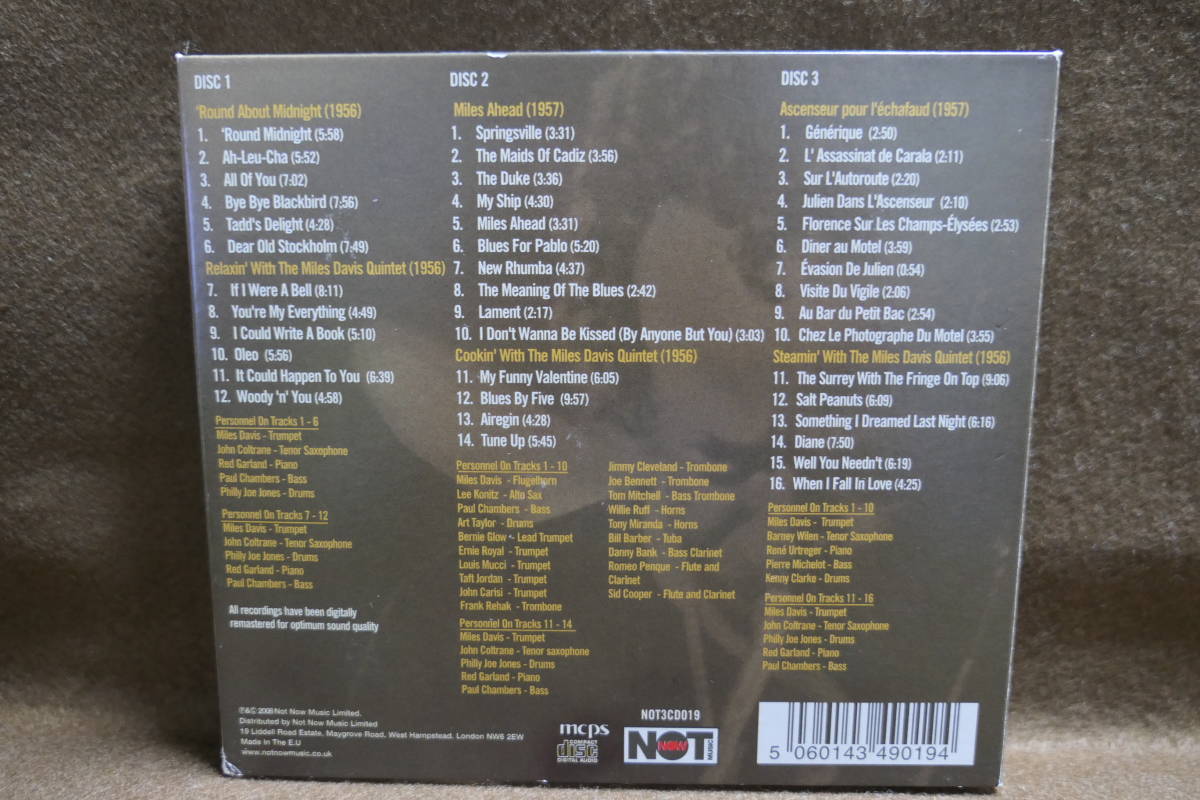 DISC 1
'Round About Midnight (1956)
1. 'Round Midnight (5:58)
2. Ah-Leu-Cha (5:52)
3. All Of You (7:02)
4. Bye Bye Blackbird (7:56)
5. Tadd's Delight (4:28)
6. Dear Old Stockholm (7:49)
Relaxin' With The Miles Davis Quintet (1956)
7. If I Were A Bell (8:11)
8. You're My Everything (4:49)
9. I Could Write A Book (5:10)
10. Oleo (5:56)
11. It Could Happen To You (6:39)
12. Woody 'n' You (4:58)
Personnel On Tracks 1 - 6
Miles Davis - Trumpet
John Coltrane - Tenor Saxophone
Red Garland - Piano
Paul Chambers - Bass
Philly Joe Jones - Drums
Personnel On Tracks 7 - 12
Miles Davis - Trumpet
John Coltrane - Tenor Saxophone
Philly Joe Jones - Drums
Red Garland - Piano
Paul Chambers - Bass
All recordings have been digitally
remastered for optimum sound quality
DISC 2
Miles Ahead (1957)
1. Springsville (3:31)
2. The Maids Of Cadiz (3:56)
3. The Duke (3:36)
4. My Ship (4:30)
5. Miles Ahead (3:31)
6. Blues For Pablo (5:20)
7. New Rhumba (4:37)
8. The Meaning Of The Blues (2:42)
9. Lament (2:17)
10. I Don't Wanna Be Kissed (By Anyone But You) (3:03)
Cookin' With The Miles Davis Quintet (1956)
11. My Funny Valentine (6:05)
12. Blues By Five (9:57)
13. Airegin (4:28)
14. Tune Up (5:45)
Personnel On Tracks 1 - 10
Miles Davis - Flugelhorn
Lee Konitz - Alto Sax
Paul Chambers - Bass
Art Taylor - Drums
Bernie Glow - Lead Trumpet
Ernie Royal - Trumpet
Louis Mucci - Trumpet
Taft Jordan - Trumpet
John Carisi - Trumpet
Frank Rehak - Trombone
Jimmy Cleveland - Trombone
Joe Bennett - Trombone
Tom Mitchell - Bass Trombone
Willie Ruff - Horns
Tony Miranda - Horns
Bill Barber - Tuba
Danny Bank - Bass Clarinet
Romeo Penque - Flute and
Clarinet
Sid Cooper - Flute and Clarinet
Personnel On Tracks 11 - 14
Miles Davis - Trumpet
John Coltrane - Tenor saxophone
Philly Joe Jones - Drums
Red Garland - Piano
Paul Chambers - Bass
DISC 3
Ascenseur pour l'échafaud (1957)
1. Générique (2:50)
2. L' Assassinat de Carala (2:11)
3. Sur L'Autoroute (2:20)
4. Julien Dans L'Ascenseur (2:10)
5. Florence Sur Les Champs-Élysées (2:53)
6. Diner au Motel (3:59)
7. Évasion De Julien (0:54)
8. Visite Du Vigile (2:06)
9. Au Bar du Petit Bac (2:54)
10. Chez Le Photographe Du Motel (3:55)
Steamin' With The Miles Davis Quintet (1956)
11. The Surrey With The Fringe On Top (9:06)
12. Salt Peanuts (6:09)
13. Something I Dreamed Last Night (6:16)
14. Diane (7:50)
15. Well You Needn't (6:19)
16. When I Fall In Love (4:25)
Personnel On Tracks 1 - 10
Miles Davis - Trumpet
Barney Wilen - Tenor Saxophone
René Urtreger - Piano
Pierre Michelot - Bass
Kenny Clarke - Drums
Personnel On Tracks 11 - 16
Miles Davis - Trumpet
John Coltrane - Tenor Saxophone
Philly Joe Jones - Drums
Red Garland - Piano
Paul Chambers - Bass
℗&© 2008 Not Now Music Limited.
Distributed by Not Now Music Limited
19 Liddell Road Estate, Maygrove Road, West Hampstead, London NW6 2EW
Made In The E.U
www.notnowmusic.co.uk
mcps
COMPACT
disc
DIGITAL AUDIO
NOT3CD019
NOT NOW MUSIC
5 060143 490194